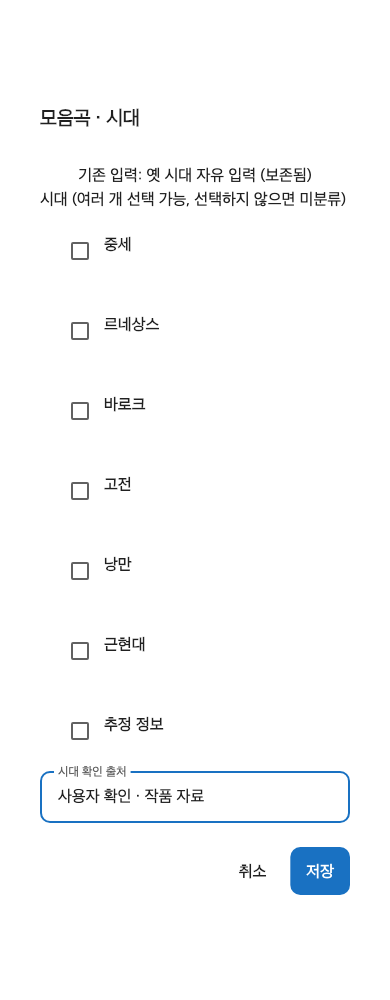 모음곡 · 시대
기존 입력: 옛 시대 자유 입력 (보존됨)
시대 (여러 개 선택 가능, 선택하지 않으면 미분류)
중세
르네상스
바로크
고전
낭만
근현대
추정 정보
시대 확인 출처
사용자 확인 · 작품 자료
취소
저장